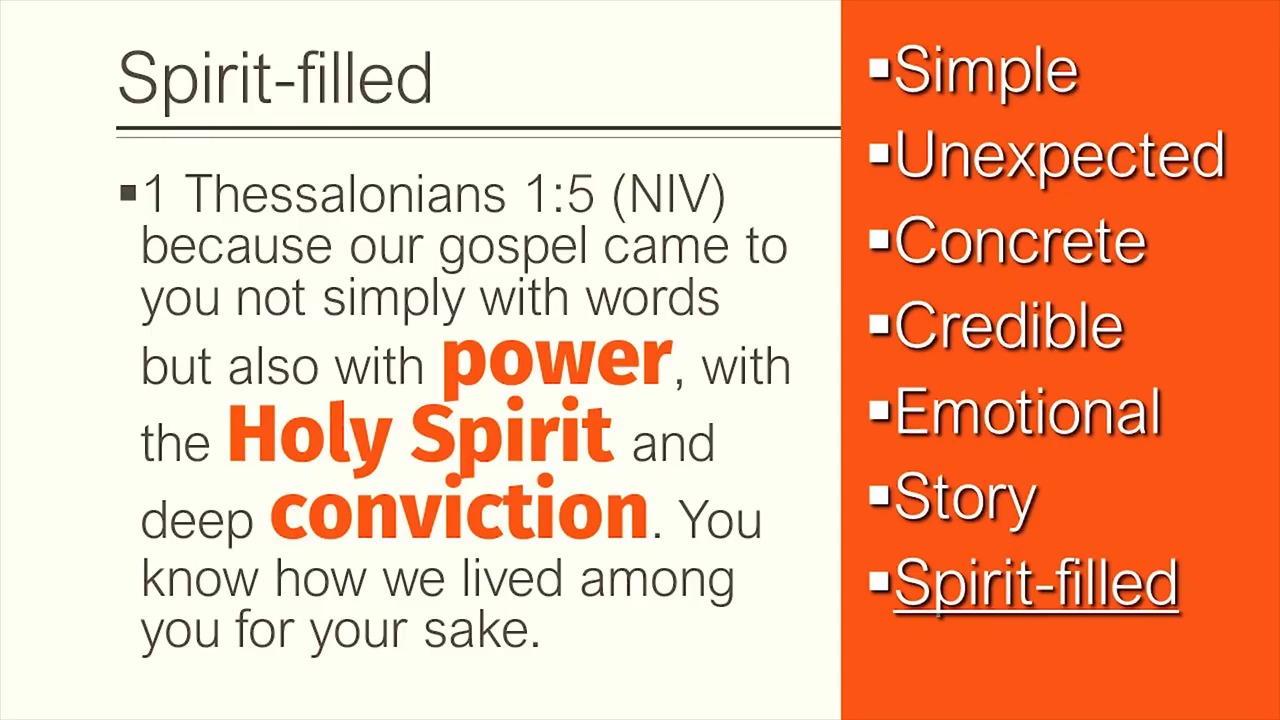 Spirit-filled
▪1 Thessalonians 1:5 (NIV)
because our gospel came to
you not simply with words
but also with power, with
the Holy Spirit and
deep conviction. You
know how we lived among
you for your sake.
▪Simple
▪Unexpected
▪Concrete
▪Credible
▪Emotional
▪Story
▪Spirit-filled